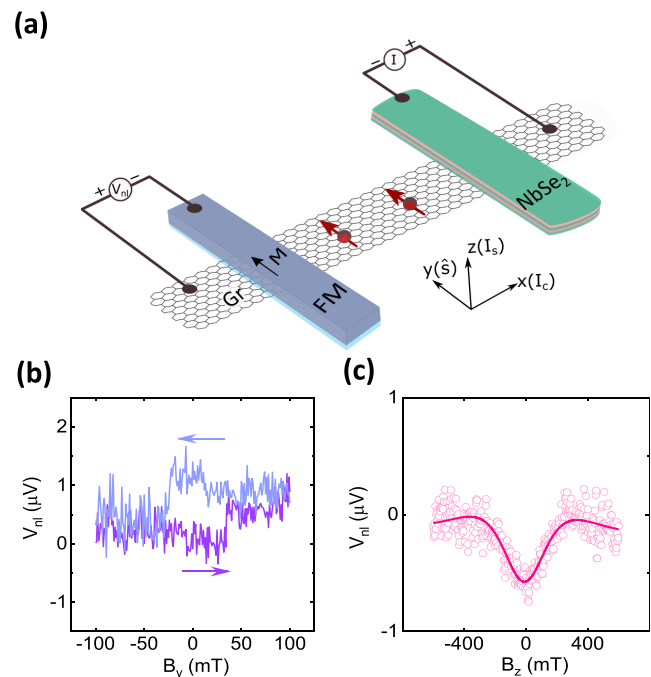 (a)
− I +
NbSe₂
+ Vnl −
M
Gr
FM
z(Is)
y(ŝ)
x(Ic)
(b)
(c)
2
1
0
-1
Vnl (μV)
-100 -50 0 50 100
By (mT)
1
0
-1
Vnl (μV)
-400 0 400
Bz (mT)